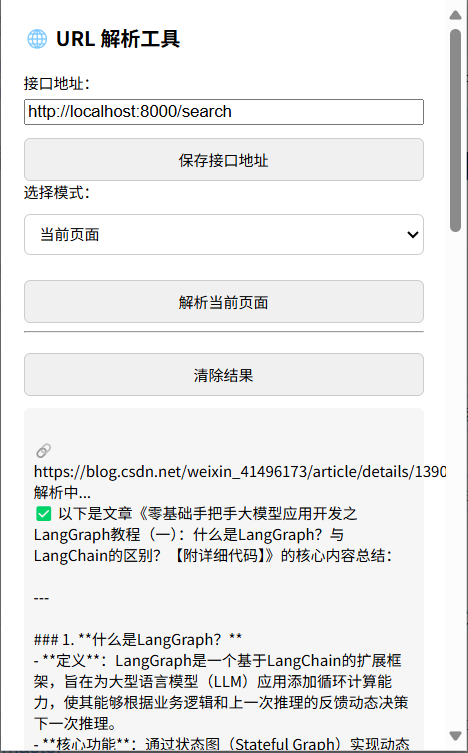 🌐 URL 解析工具
接口地址：
http://localhost:8000/search
保存接口地址
选择模式：
当前页面
解析当前页面
清除结果
🔗
https://blog.csdn.net/weixin_41496173/article/details/1390
解析中...
✅ 以下是文章《零基础手把手大模型应用开发之
LangGraph教程（一）：什么是LangGraph？与
LangChain的区别？【附详细代码】》的核心内容总结：
---
### 1. **什么是LangGraph？**
- **定义**：LangGraph是一个基于LangChain的扩展框
架，旨在为大型语言模型（LLM）应用添加循环计算能
力，使其能够根据业务逻辑和上一次推理的反馈动态决策
下一次推理。
- **核心功能**：通过状态图（Stateful Graph）实现动态